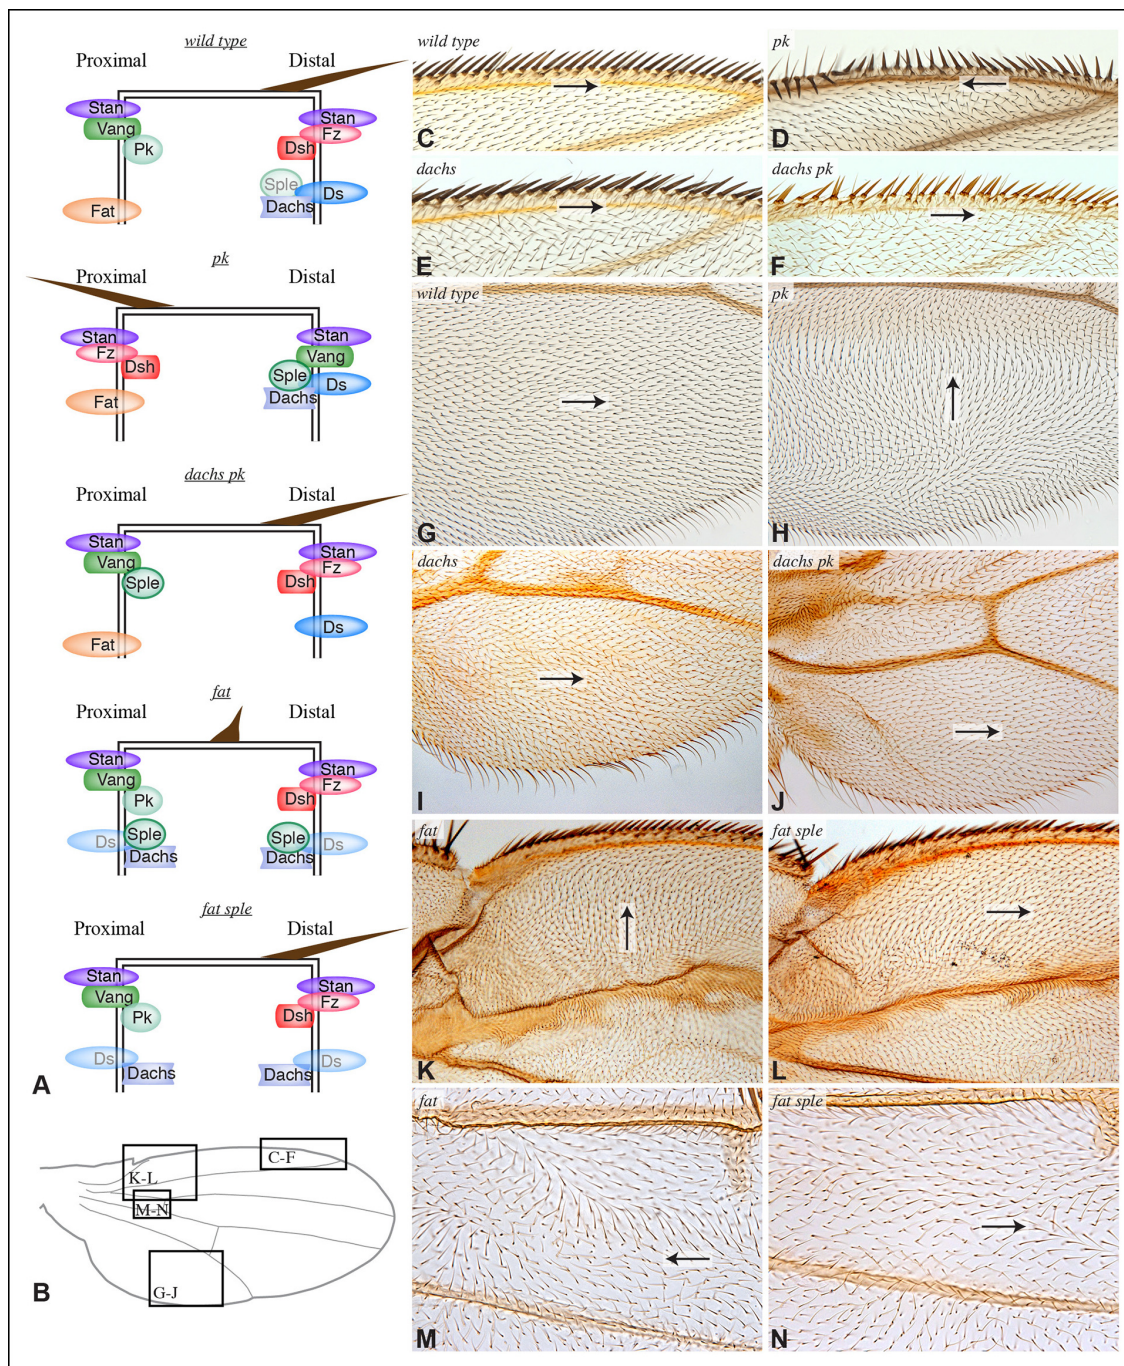 wild type
Proximal Distal
Stan
Vang
Pk
Fat
Stan
Fz
Dsh
Sple
Ds
Dachs
pk
Proximal Distal
Stan
Fz
Dsh
Fat
Stan
Vang
Sple
Ds
Dachs
dachs pk
Proximal Distal
Stan
Vang
Sple
Fat
Stan
Fz
Dsh
Ds
fat
Proximal Distal
Stan
Vang
Pk
Sple
Ds
Dachs
Stan
Fz
Dsh
Sple
Ds
Dachs
fat sple
Proximal Distal
Stan
Vang
Pk
Ds
Dachs
Stan
Fz
Dsh
Ds
Dachs
A
K-L
C-F
M-N
G-J
B
wild type
C
pk
D
dachs
E
dachs pk
F
wild type
G
pk
H
dachs
I
dachs pk
J
fat
K
fat sple
L
fat
M
fat sple
N